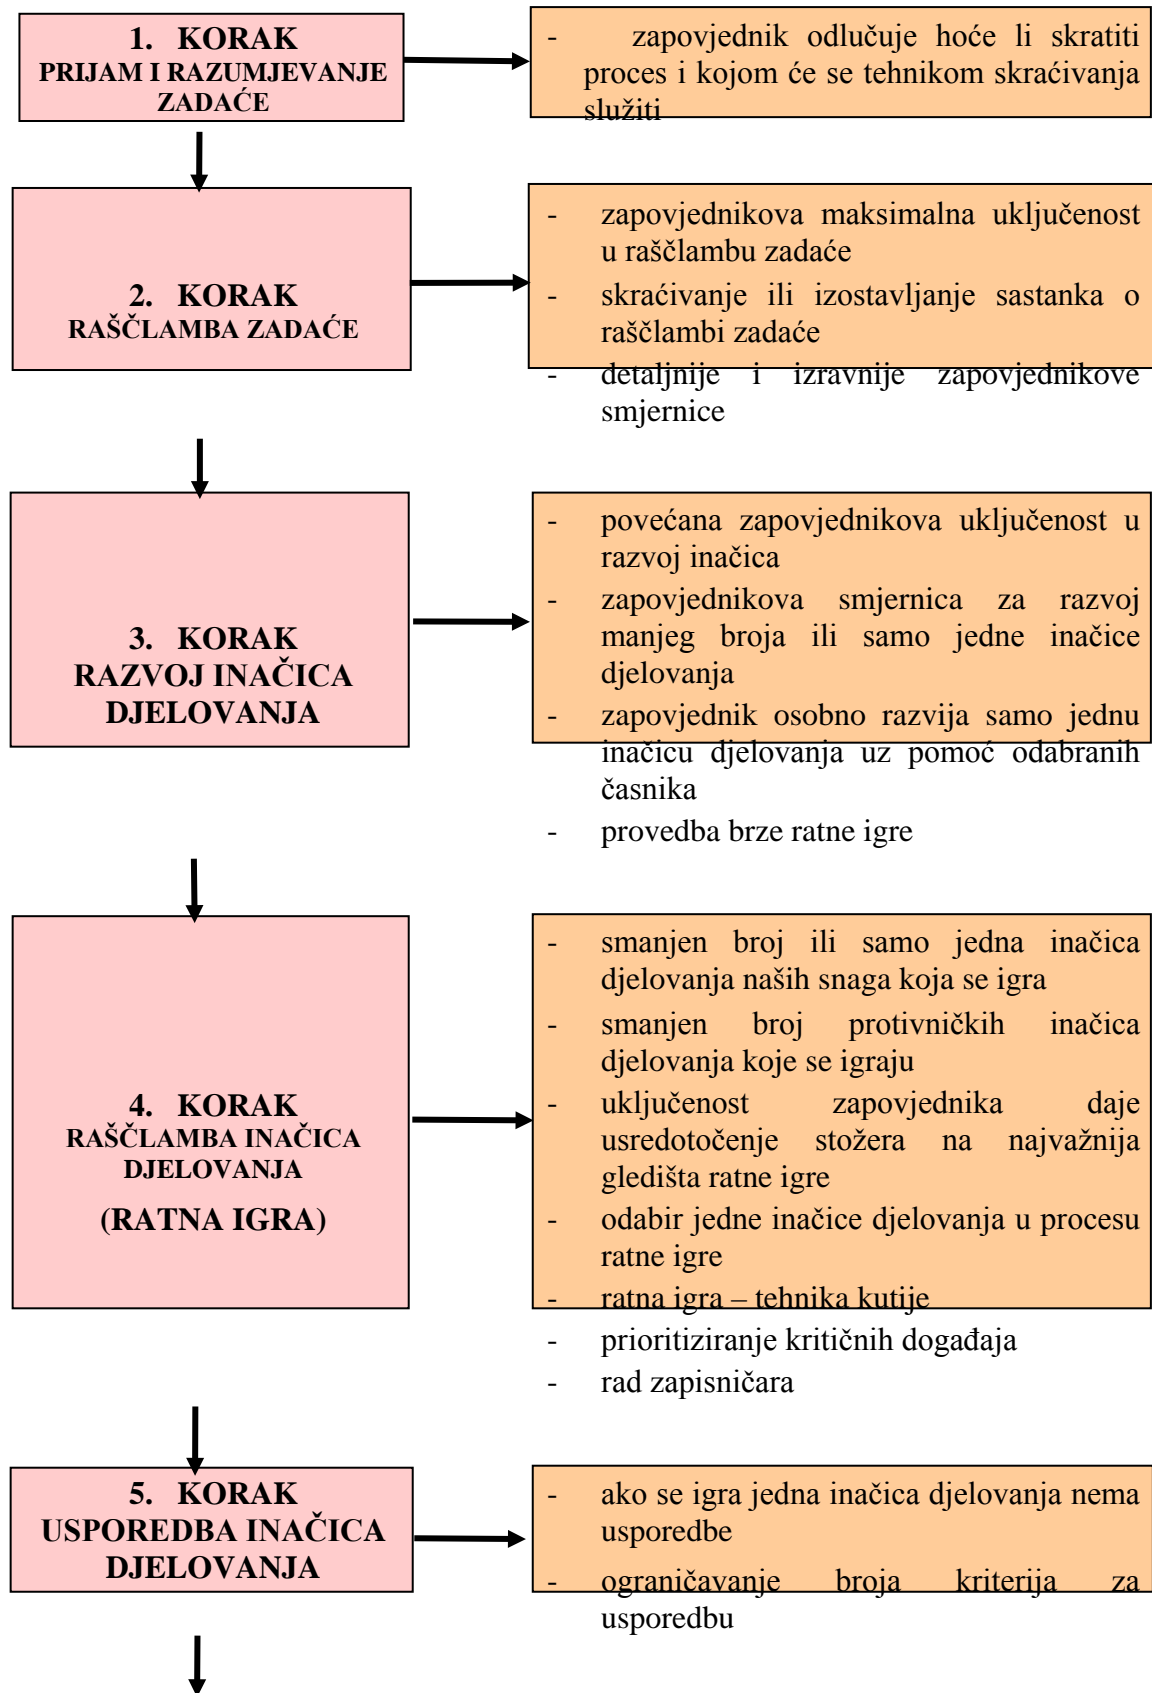 1. KORAK
PRIJAM I RAZUMJEVANJE
ZADAĆE
- zapovjednik odlučuje hoće li skratiti
proces i kojom će se tehnikom skraćivanja
služiti
2. KORAK
RAŠČLAMBA ZADAĆE
- zapovjednikova maksimalna uključenost
u raščlambu zadaće
- skraćivanje ili izostavljanje sastanka o
raščlambi zadaće
- detaljnije i izravnije zapovjednikove
smjernice
3. KORAK
RAZVOJ INAČICA
DJELOVANJA
- povećana zapovjednikova uključenost u
razvoj inačica
- zapovjednikova smjernica za razvoj
manjeg broja ili samo jedne inačice
djelovanja
- zapovjednik osobno razvija samo jednu
inačicu djelovanja uz pomoć odabranih
časnika
- provedba brze ratne igre
4. KORAK
RAŠČLAMBA INAČICA
DJELOVANJA
(RATNA IGRA)
- smanjen broj ili samo jedna inačica
djelovanja naših snaga koja se igra
- smanjen broj protivničkih inačica
djelovanja koje se igraju
- uključenost zapovjednika daje
usredotočenje stožera na najvažnija
gledišta ratne igre
- odabir jedne inačice djelovanja u procesu
ratne igre
- ratna igra – tehnika kutije
- prioritiziranje kritičnih događaja
- rad zapisničara
5. KORAK
USPOREDBA INAČICA
DJELOVANJA
- ako se igra jedna inačica djelovanja nema
usporedbe
- ograničavanje broja kriterija za
usporedbu